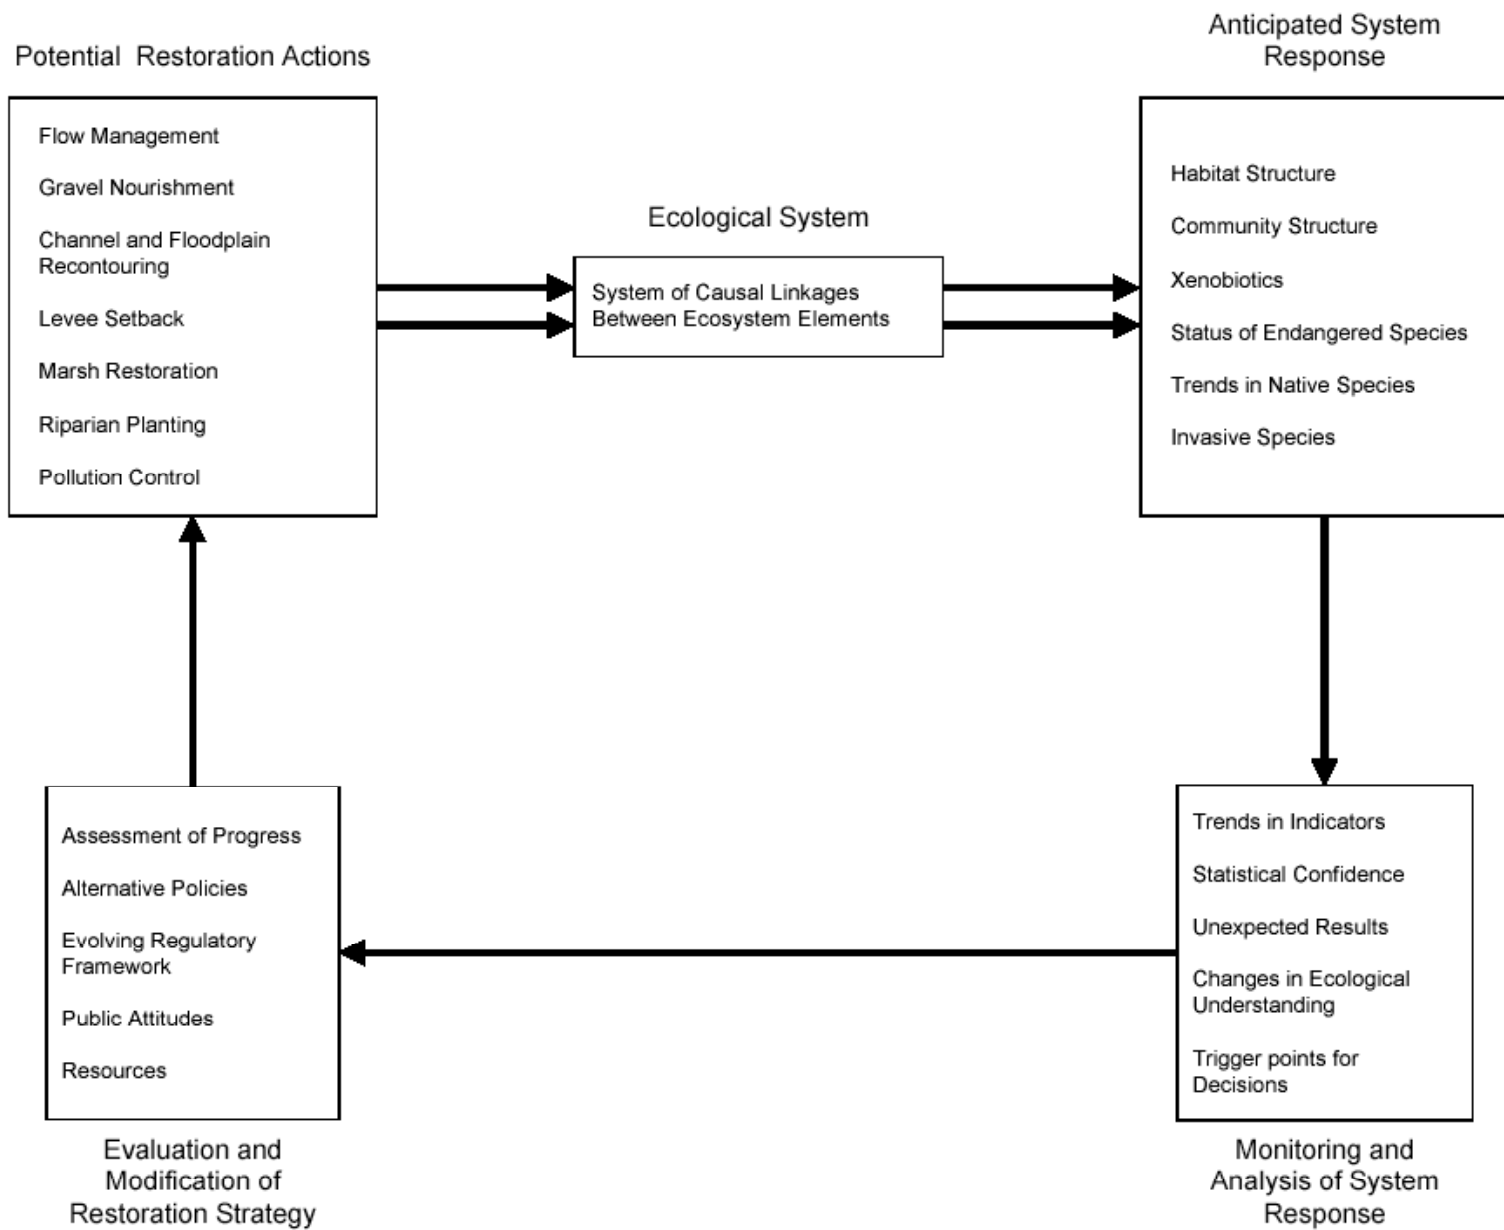 Potential Restoration Actions
Flow Management
Gravel Nourishment
Channel and Floodplain
Recontouring
Levee Setback
Marsh Restoration
Riparian Planting
Pollution Control
Ecological System
System of Causal Linkages
Between Ecosystem Elements
Anticipated System
Response
Habitat Structure
Community Structure
Xenobiotics
Status of Endangered Species
Trends in Native Species
Invasive Species
Trends in Indicators
Statistical Confidence
Unexpected Results
Changes in Ecological
Understanding
Trigger points for
Decisions
Monitoring and
Analysis of System
Response
Assessment of Progress
Alternative Policies
Evolving Regulatory
Framework
Public Attitudes
Resources
Evaluation and
Modification of
Restoration Strategy